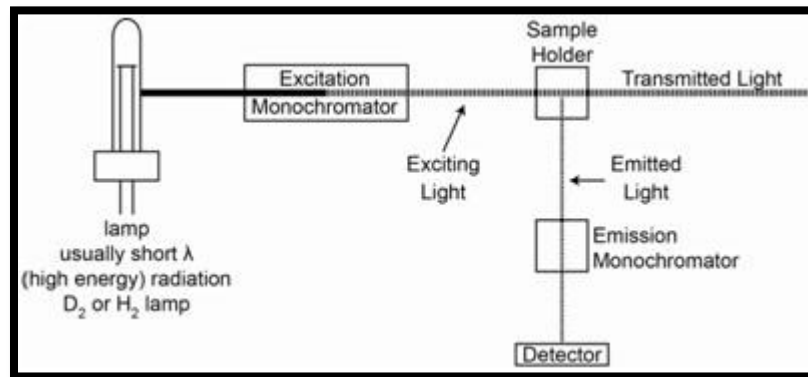 Sample
Holder
Excitation
Monochromator
Transmitted Light
Exciting
Light
Emitted
Light
lamp
usually short λ
(high energy) radiation
D₂ or H₂ lamp
Emission
Monochromator
Detector